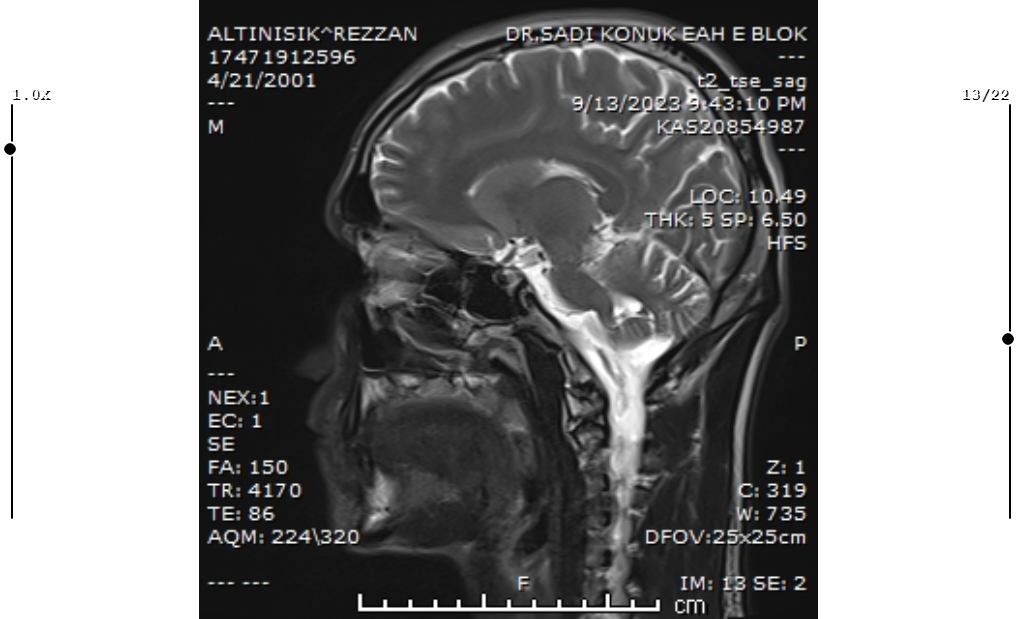 1.0X
13/22
ALTINISIK^REZZAN
17471912596
4/21/2001
---
M
DR.SADI KONUK EAH E BLOK
---
t2_tse_sag
9/13/2023 9:43:10 PM
KAS20854987
---
LOC: 10.49
THK: 5 SP: 6.50
HFS
A
P
---
NEX:1
EC: 1
SE
FA: 150
TR: 4170
TE: 86
AQM: 224\320
Z: 1
C: 319
W: 735
DFOV:25x25cm
--- ---
F
IM: 13 SE: 2
cm